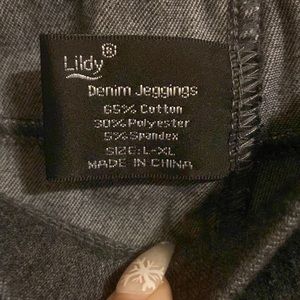 Lildy®
Denim Jeggings
65% Cotton
30% Polyester
5% Spandex
SIZE: L-XL
MADE IN CHINA